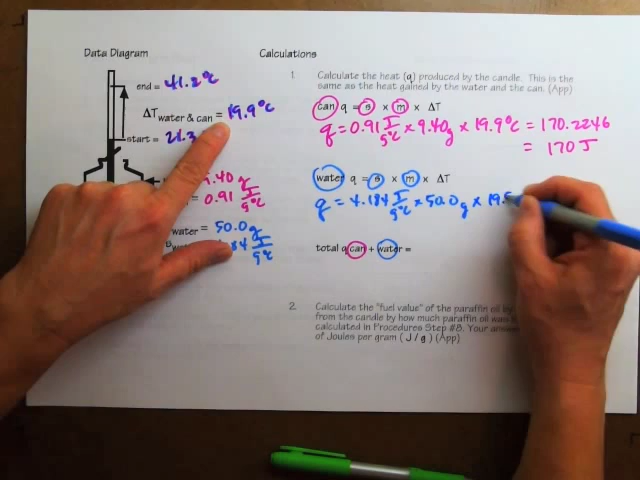 Data Diagram
Calculations
end = 41.2°C
ΔT water & can = 19.9°C
start = 21.3
9.40 g
0.91 J/g°C
water = 50.0 g
J/g°C
1. Calculate the heat (q) produced by the candle. This is the
same as the heat gained by the water and the can. (App)
can q = s × m × ΔT
q = 0.91 J/g°C × 9.40g × 19.9°C = 170.2246
= 170 J
water q = s × m × ΔT
q = 4.184 J/g°C × 50.0g × 19.9
total q can + water =
2. Calculate the "fuel value" of the paraffin oil by
from the candle by how much paraffin oil was
calculated in Procedures Step #8. Your answer
of Joules per gram ( J / g ) (App)